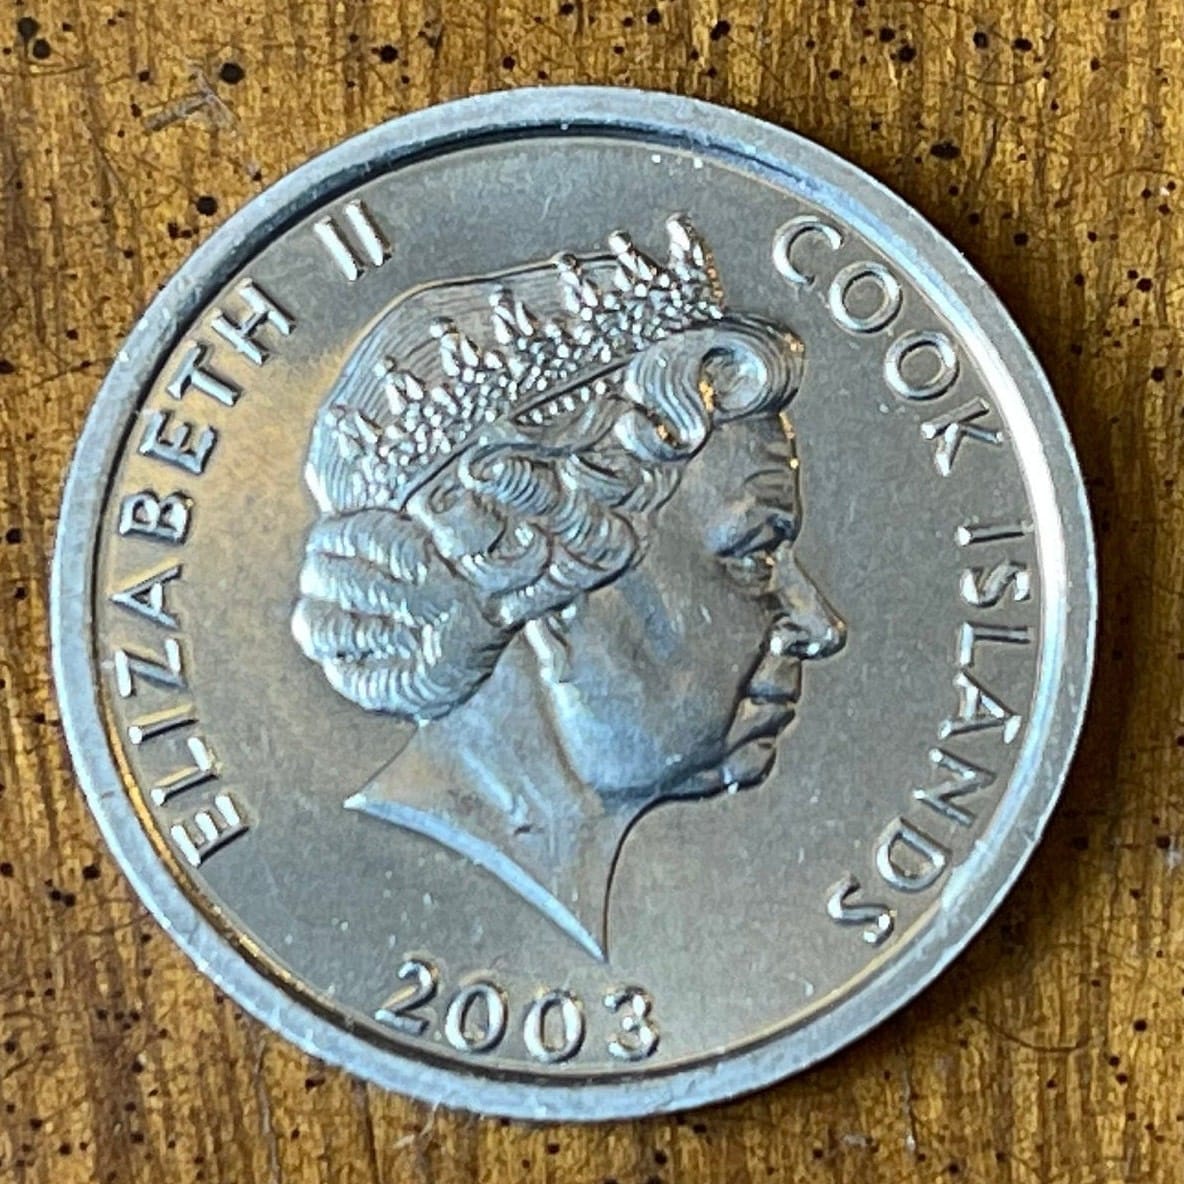 ELIZABETH II
COOK ISLANDS
2003